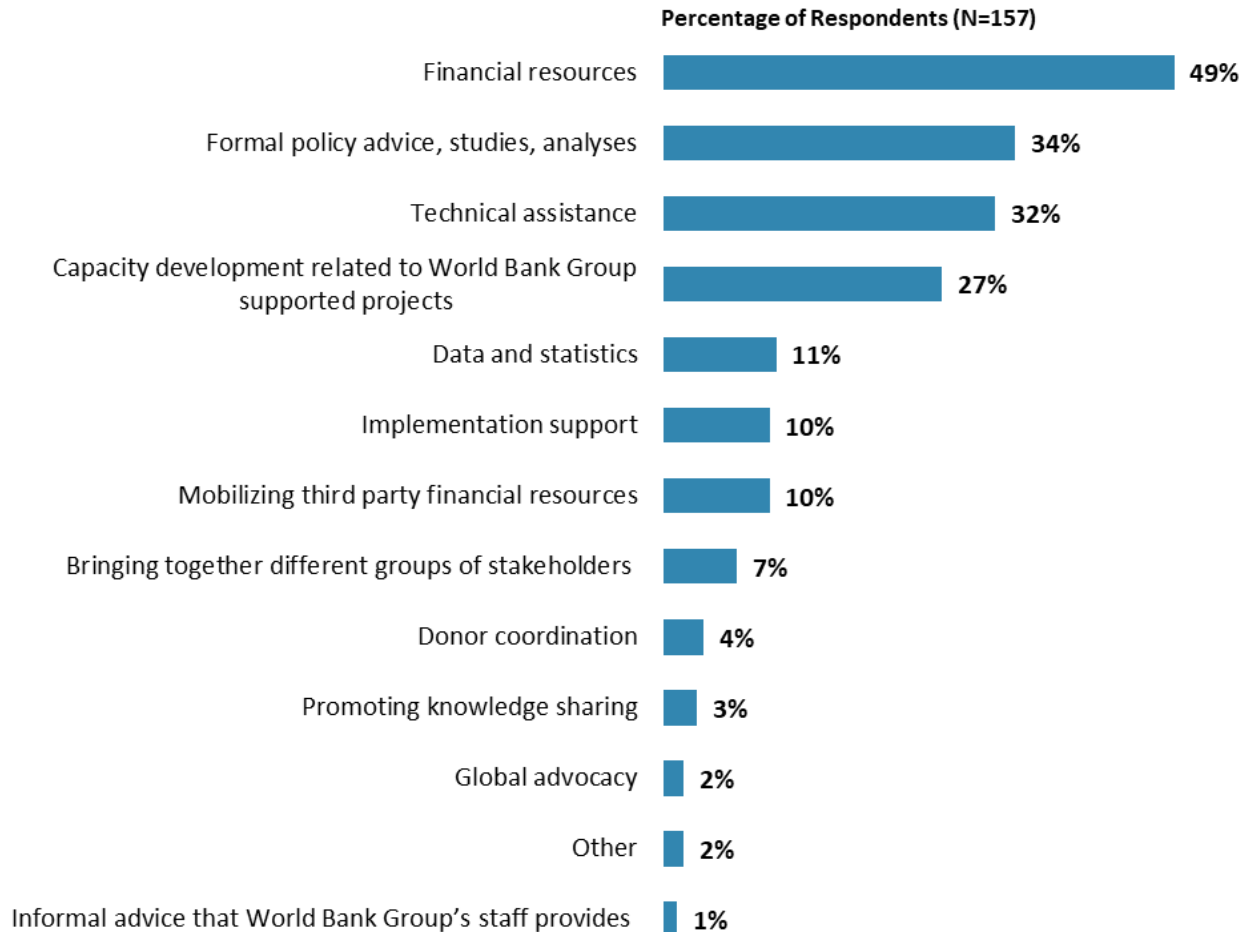 Percentage of Respondents (N=157)
Financial resources 49%
Formal policy advice, studies, analyses 34%
Technical assistance 32%
Capacity development related to World Bank Group
supported projects 27%
Data and statistics 11%
Implementation support 10%
Mobilizing third party financial resources 10%
Bringing together different groups of stakeholders 7%
Donor coordination 4%
Promoting knowledge sharing 3%
Global advocacy 2%
Other 2%
Informal advice that World Bank Group's staff provides 1%